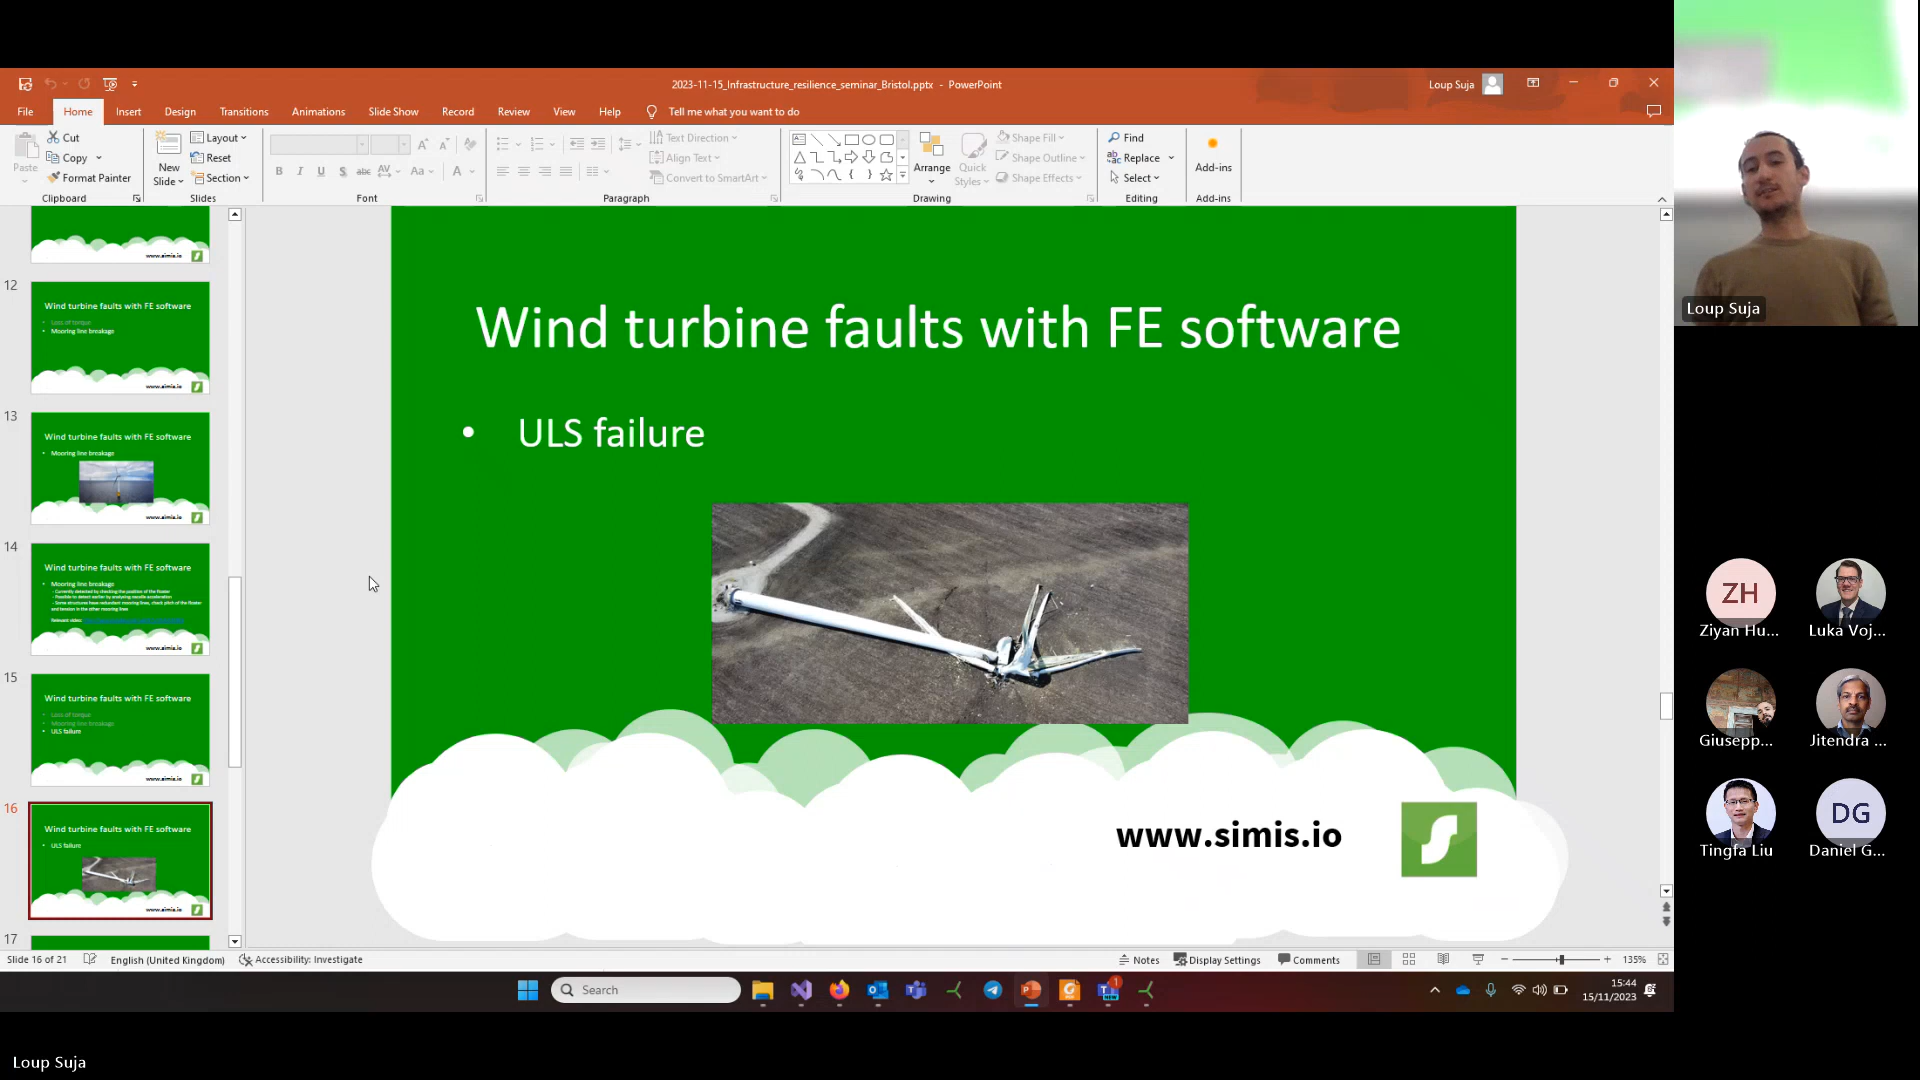 2023-11-15_Infrastructure_resilience_seminar_Bristol.pptx - PowerPoint
Loup Suja
File
Home
Insert
Design
Transitions
Animations
Slide Show
Record
Review
View
Help
Tell me what you want to do
Paste
Cut
Copy
Format Painter
Clipboard
New
Slide
Layout
Reset
Section
Slides
B I U S abc AV Aa A
Font
Text Direction
Align Text
Convert to SmartArt
Paragraph
Arrange
Quick
Styles
Shape Fill
Shape Outline
Shape Effects
Drawing
Find
Replace
Select
Editing
Add-ins
Add-ins
www.simis.io
12
Wind turbine faults with FE software
Loss of torque
Mooring line breakage
www.simis.io
13
Wind turbine faults with FE software
Mooring line breakage
www.simis.io
14
Wind turbine faults with FE software
Mooring line breakage
- Currently detected by checking the position of the floater
- Possible to detect earlier by analysing nacelle acceleration
- Some structures have redundant mooring lines, check pitch of the floater
and tension in the other mooring lines
Relevant video:
www.simis.io
15
Wind turbine faults with FE software
Loss of torque
Mooring line breakage
ULS failure
www.simis.io
16
Wind turbine faults with FE software
ULS failure
www.simis.io
17
Wind turbine faults with FE software
• ULS failure
www.simis.io
Slide 16 of 21
English (United Kingdom)
Accessibility: Investigate
Notes
Display Settings
Comments
135%
Search
1
15:44
15/11/2023
Loup Suja
Loup Suja
ZH
Ziyan Hu...
Luka Voj...
Giusepp...
Jitendra ...
Tingfa Liu
DG
Daniel G...